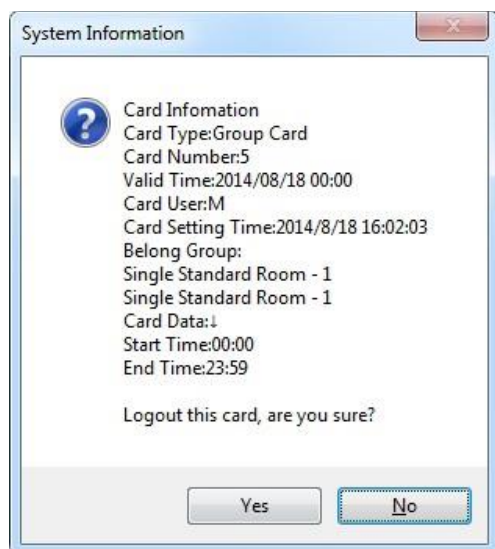 System Information
Card Infomation
Card Type:Group Card
Card Number:5
Valid Time:2014/08/18 00:00
Card User:M
Card Setting Time:2014/8/18 16:02:03
Belong Group:
Single Standard Room - 1
Single Standard Room - 1
Card Data:↓
Start Time:00:00
End Time:23:59
Logout this card, are you sure?
Yes No